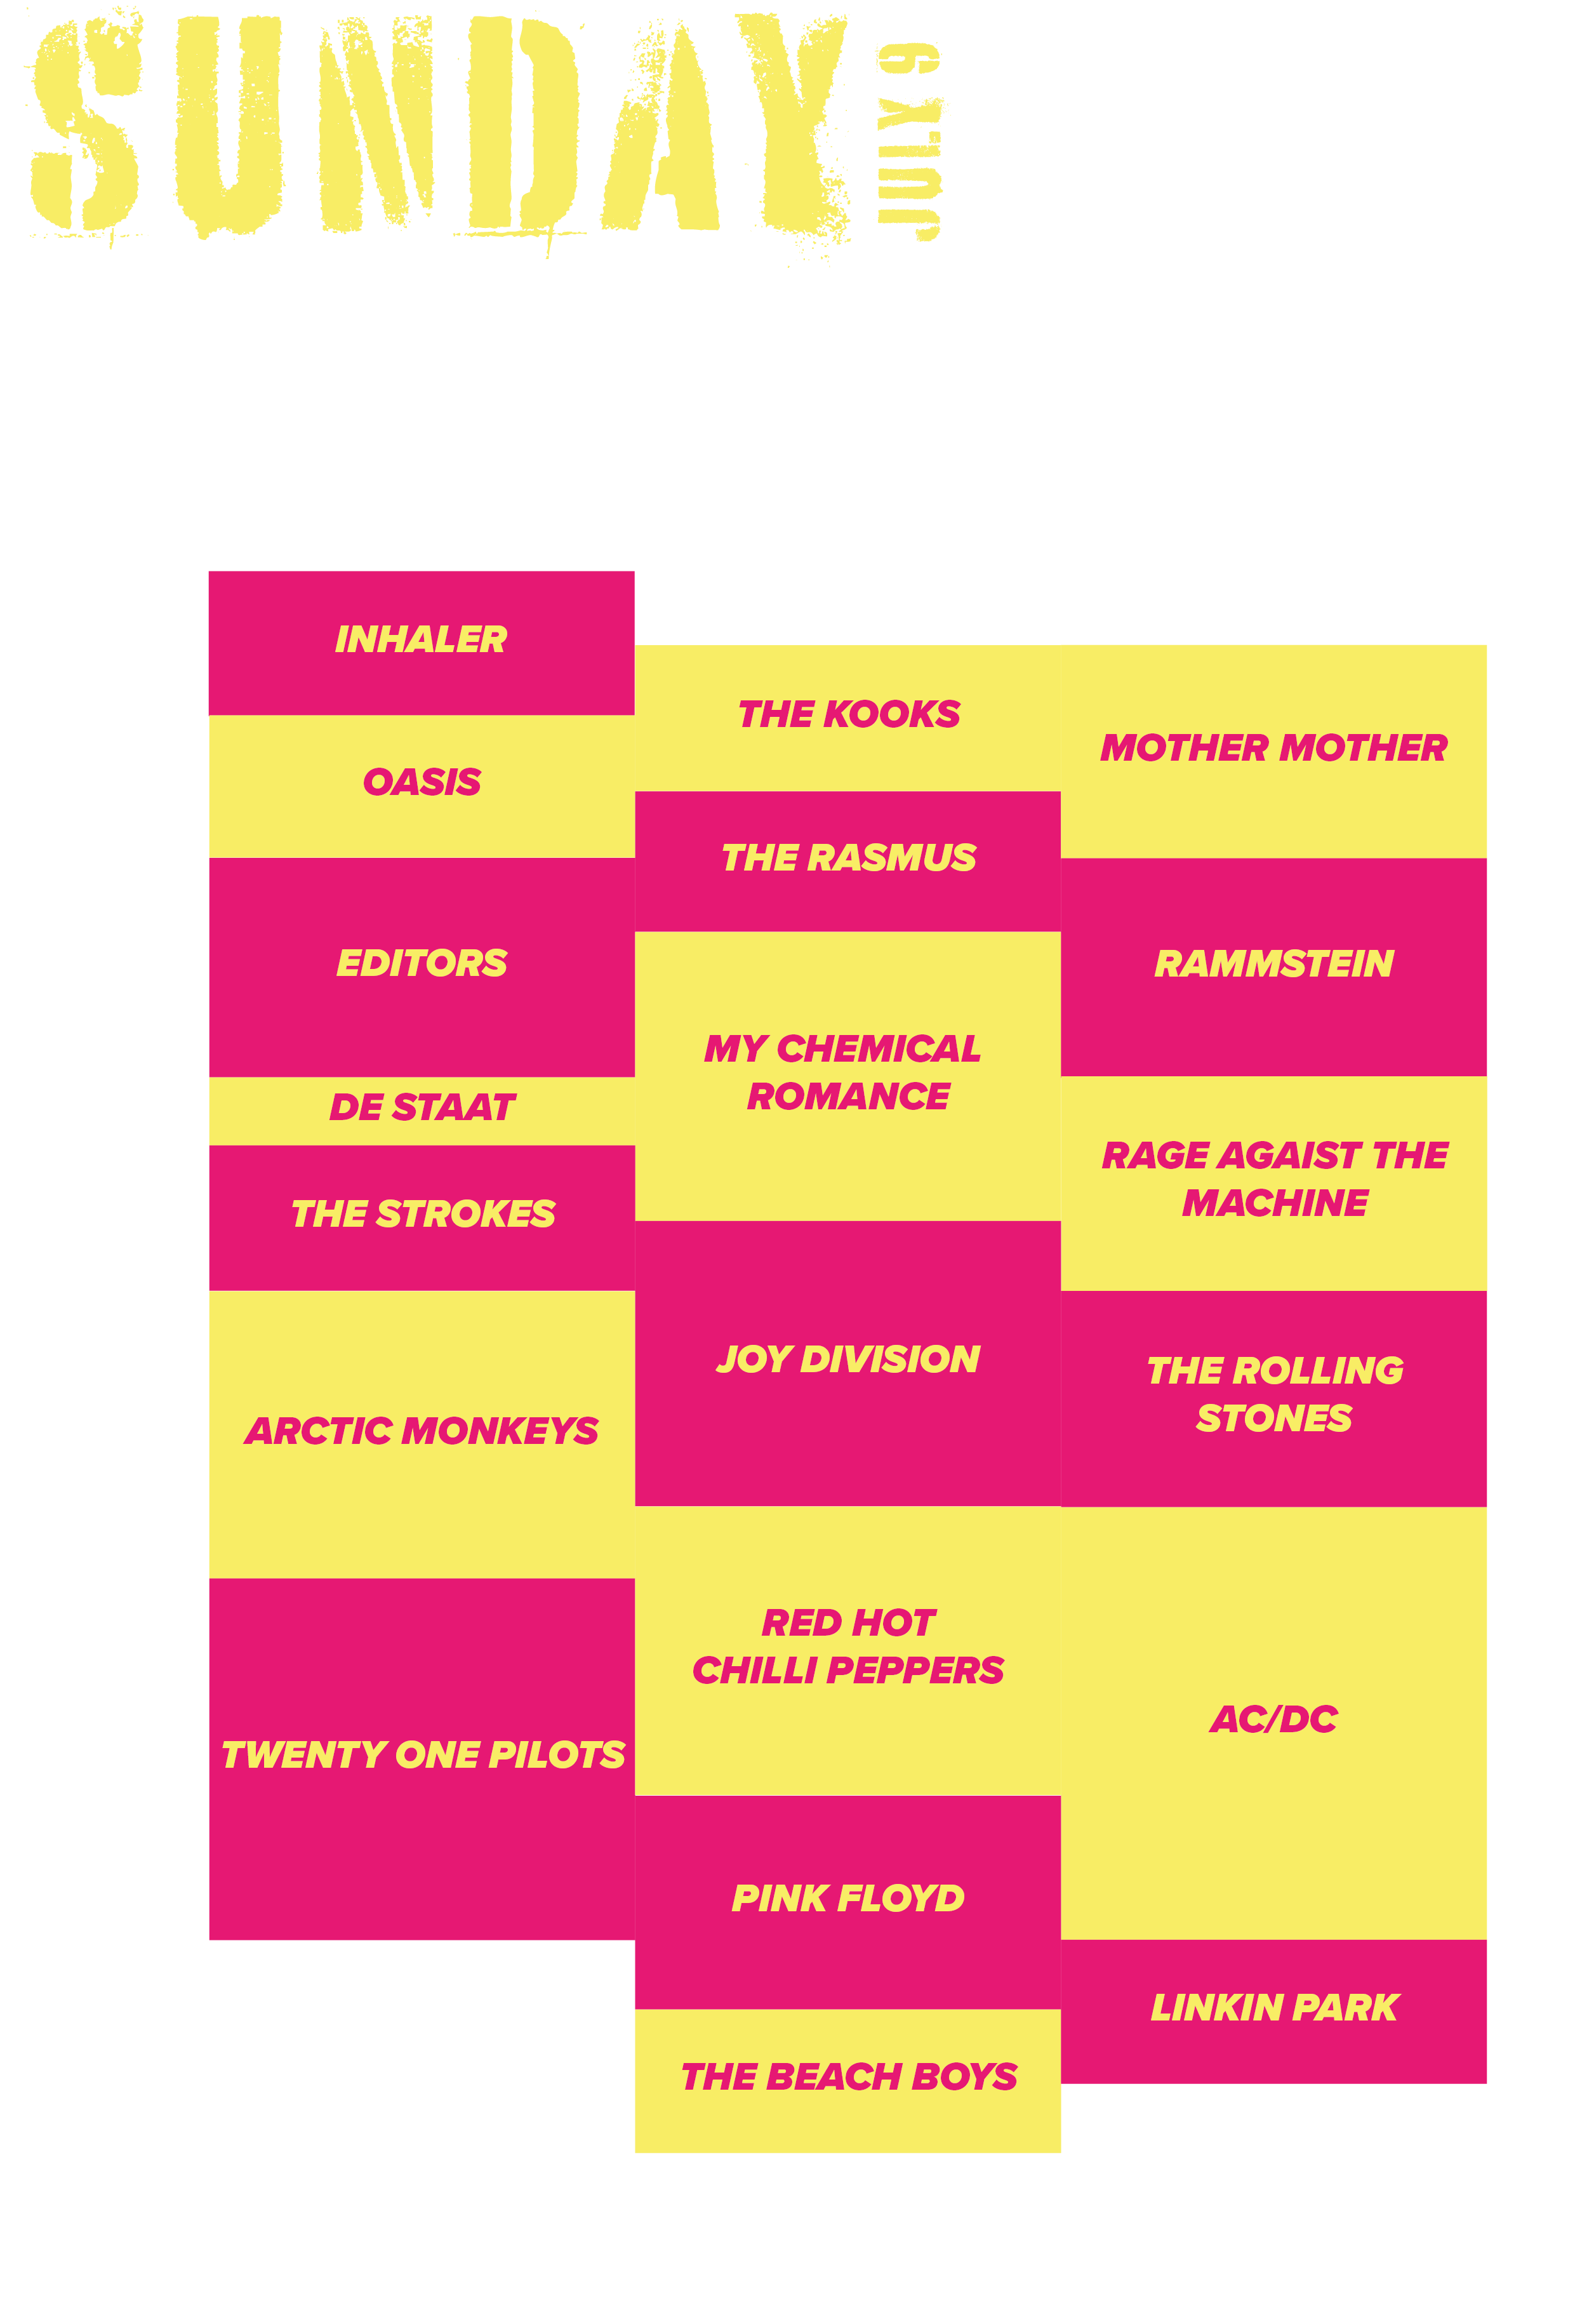 SUNDAY
JULY 6
INHALER
OASIS
EDITORS
DE STAAT
THE STROKES
ARCTIC MONKEYS
TWENTY ONE PILOTS
THE KOOKS
THE RASMUS
MY CHEMICAL
ROMANCE
JOY DIVISION
RED HOT
CHILLI PEPPERS
PINK FLOYD
THE BEACH BOYS
MOTHER MOTHER
RAMMSTEIN
RAGE AGAIST THE
MACHINE
THE ROLLING
STONES
AC/DC
LINKIN PARK